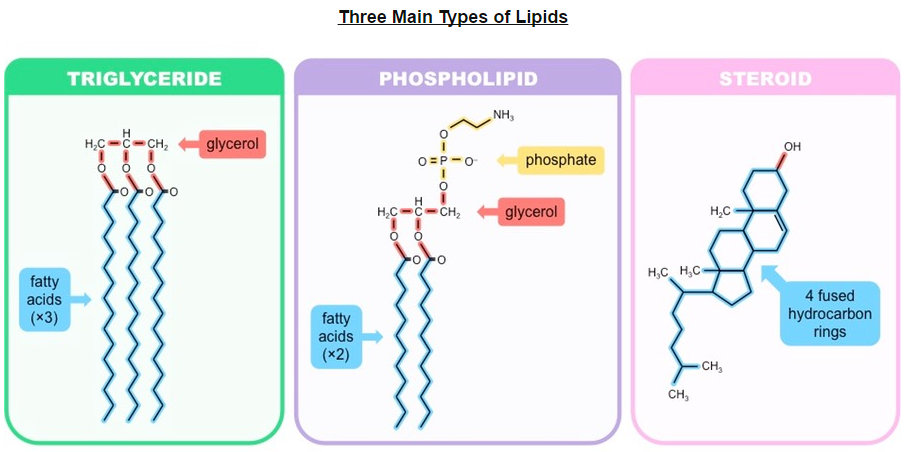 Three Main Types of Lipids
TRIGLYCERIDE
H
H₂C C CH₂
glycerol
O O O
O O O
fatty
acids
(×3)
PHOSPHOLIPID
NH₃
O
O = P – O⁻
phosphate
O
H
H₂C C CH₂
glycerol
O O
O O
fatty
acids
(×2)
STEROID
OH
H₃C
H₃C H₃C
4 fused
hydrocarbon
rings
CH₃
CH₃